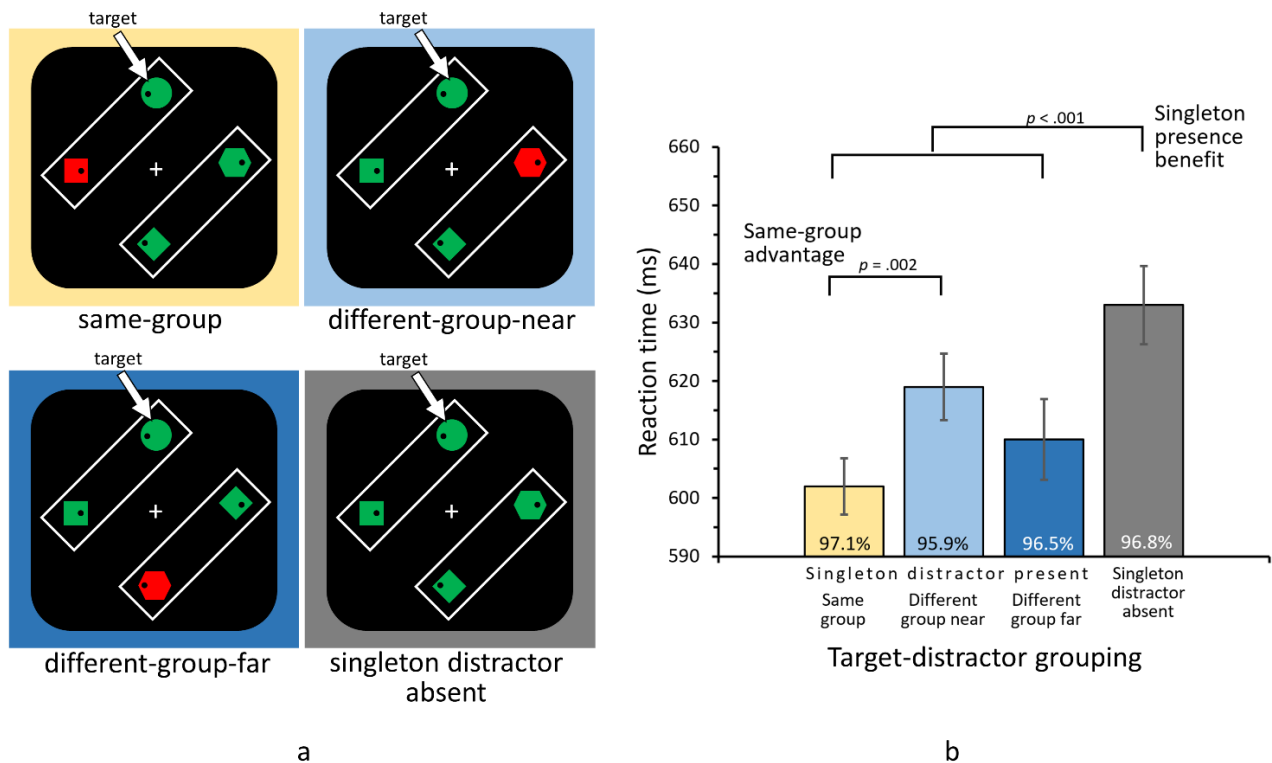 target
target
same-group
different-group-near
target
target
different-group-far
singleton distractor
absent
a
p < .001
Singleton
presence
benefit
Same-group
advantage
p = .002
Reaction time (ms)
660
650
640
630
620
610
600
590
97.1%
95.9%
96.5%
96.8%
Singleton distractor present
Same
group
Different
group near
Different
group far
Singleton
distractor
absent
Target-distractor grouping
b